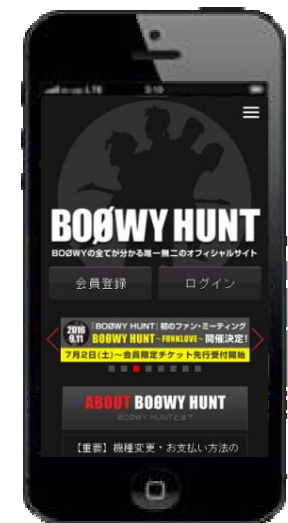 LTE
BOØWY HUNT
BOØWYの全てが分かる唯一無二のオフィシャルサイト
会員登録 ログイン
2016 9.11
「BOØWY HUNT」初のファン・ミーティング
BOØWY HUNT~FUNKLOVE~開催決定!
7月2日(土)~会員限定チケット先行受付開始
ABOUT BOØWY HUNT
BOØWY HUNTとは?
【重要】機種変更・お支払い方法の